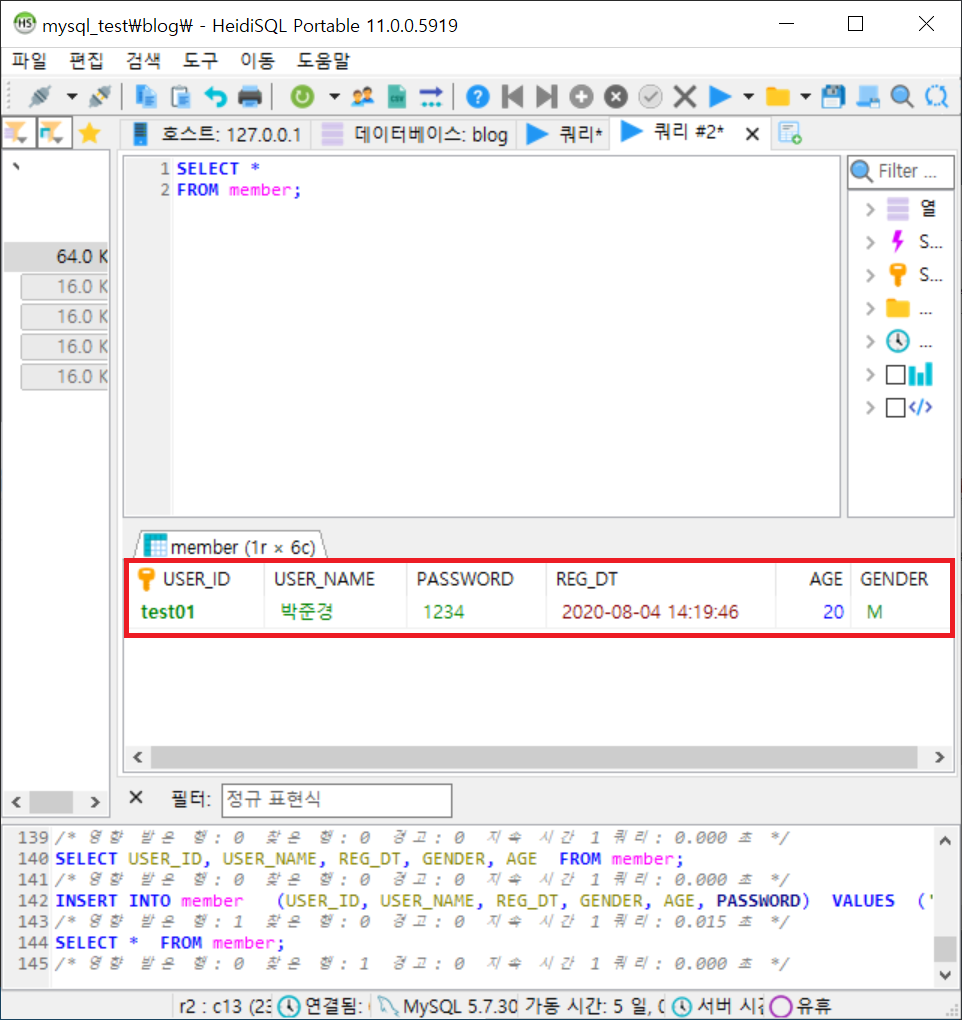 mysql_test₩blog₩ - HeidiSQL Portable 11.0.0.5919
파일 편집 검색 도구 이동 도움말
호스트: 127.0.0.1 데이터베이스: blog 쿼리* 쿼리 #2*
1 SELECT *
2 FROM member;
Filter ...
열
S...
S...
...
...
64.0 K
16.0 K
16.0 K
16.0 K
16.0 K
member (1r × 6c)
USER_ID USER_NAME PASSWORD REG_DT AGE GENDER
test01 박준경 1234 2020-08-04 14:19:46 20 M
필터: 정규 표현식
139 /* 영향 받은 행: 0 찾은 행: 0 경고: 0 지속 시간 1 쿼리: 0.000 초 */
140 SELECT USER_ID, USER_NAME, REG_DT, GENDER, AGE FROM member;
141 /* 영향 받은 행: 0 찾은 행: 0 경고: 0 지속 시간 1 쿼리: 0.000 초 */
142 INSERT INTO member (USER_ID, USER_NAME, REG_DT, GENDER, AGE, PASSWORD) VALUES ('
143 /* 영향 받은 행: 1 찾은 행: 0 경고: 0 지속 시간 1 쿼리: 0.015 초 */
144 SELECT * FROM member;
145 /* 영향 받은 행: 0 찾은 행: 1 경고: 0 지속 시간 1 쿼리: 0.000 초 */
r2 : c13 (23 연결됨: MySQL 5.7.30 가동 시간: 5 일, 서버 시간 유휴